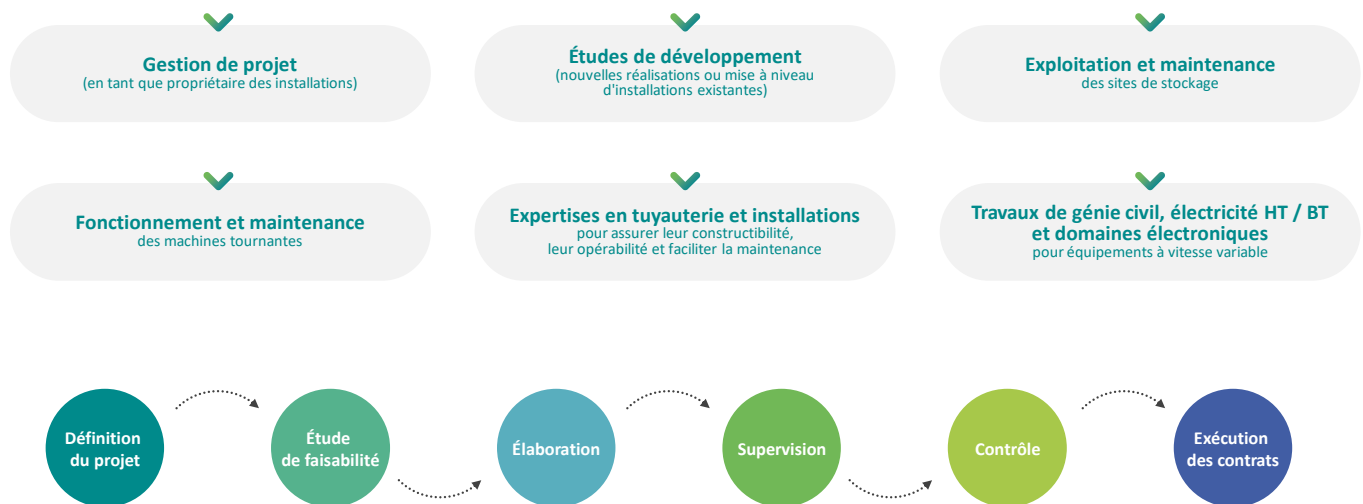 Gestion de projet
(en tant que propriétaire des installations)
Études de développement
(nouvelles réalisations ou mise à niveau
d'installations existantes)
Exploitation et maintenance
des sites de stockage
Fonctionnement et maintenance
des machines tournantes
Expertises en tuyauterie et installations
pour assurer leur constructibilité,
leur opérabilité et faciliter la maintenance
Travaux de génie civil, électricité HT / BT
et domaines électroniques
pour équipements à vitesse variable
Définition
du projet
Étude
de faisabilité
Élaboration
Supervision
Contrôle
Exécution
des contrats